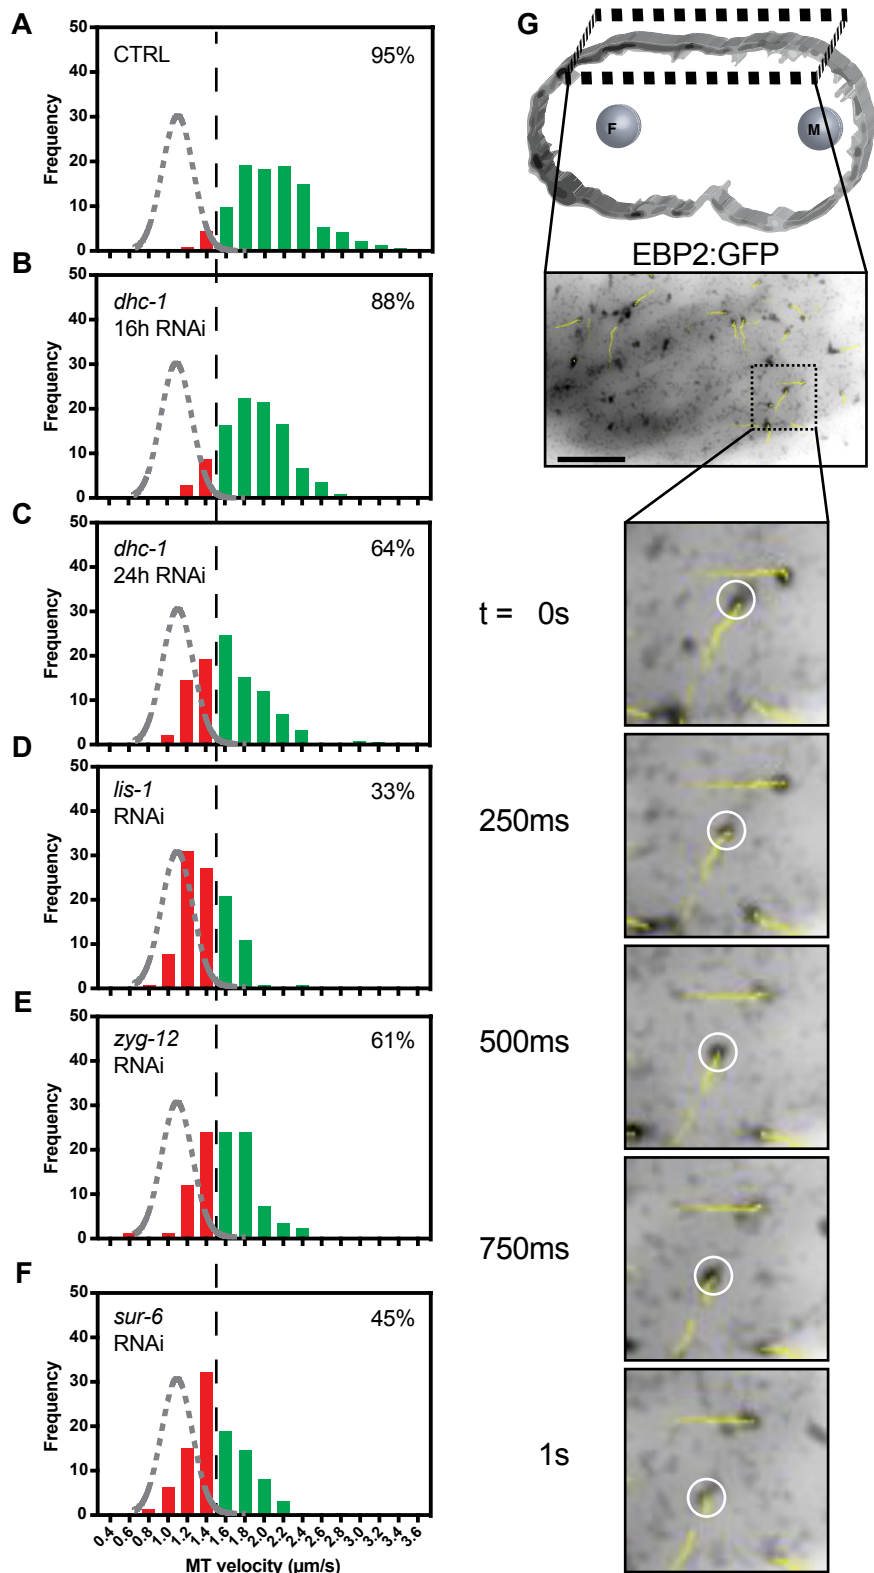 A
50
40
30
20
10
0
Frequency
CTRL
95%
B
50
40
30
20
10
0
Frequency
dhc-1
16h RNAi
88%
C
50
40
30
20
10
0
Frequency
dhc-1
24h RNAi
64%
D
50
40
30
20
10
0
Frequency
lis-1
RNAi
33%
E
50
40
30
20
10
0
Frequency
zyg-12
RNAi
61%
F
50
40
30
20
10
0
Frequency
sur-6
RNAi
45%
0.4 0.6 0.8 1.0 1.2 1.4 1.6 1.8 2.0 2.2 2.4 2.6 2.8 3.0 3.2 3.4 3.6
MT velocity (µm/s)
G
F
M
EBP2:GFP
t = 0s
250ms
500ms
750ms
1s